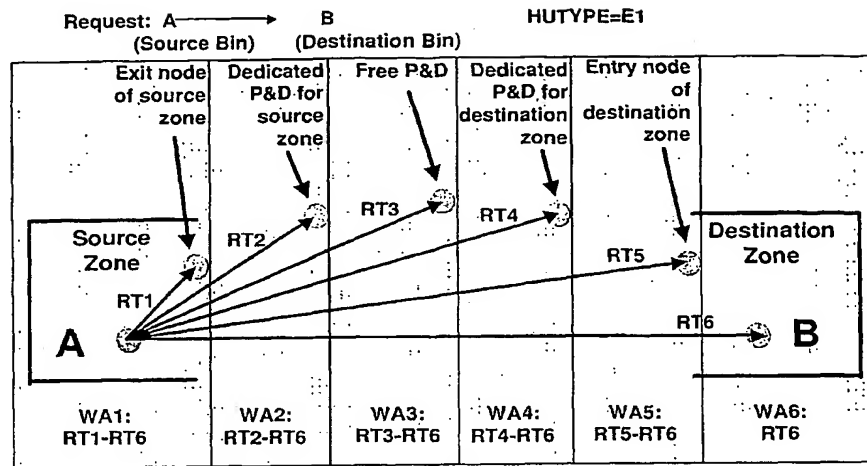 Request: A B HUTYPE=E1
(Source Bin) (Destination Bin)
Exit node
of source
zone
Dedicated
P&D for
source
zone
Free P&D
Dedicated
P&D for
destination
zone
Entry node
of
destination
zone
Source
Zone
RT1
RT2
RT3
RT4
RT5
RT6
Destination
Zone
A
B
WA1:
RT1-RT6
WA2:
RT2-RT6
WA3:
RT3-RT6
WA4:
RT4-RT6
WA5:
RT5-RT6
WA6:
RT6